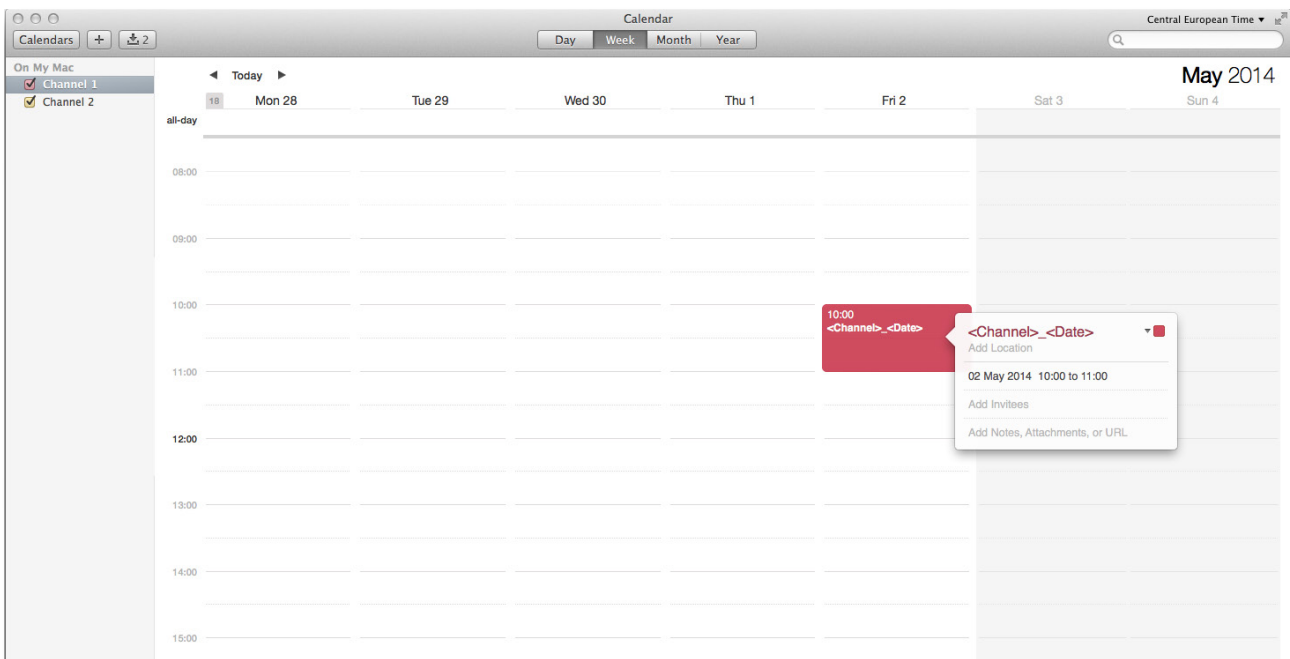 Calendar
Central European Time
Calendars + 2
Day Week Month Year
On My Mac
Channel 1
Channel 2
Today
May 2014
18 Mon 28 Tue 29 Wed 30 Thu 1 Fri 2 Sat 3 Sun 4
all-day
08:00
09:00
10:00
10:00
<Channel>_<Date>
<Channel>_<Date>
Add Location
11:00
02 May 2014 10:00 to 11:00
Add Invitees
Add Notes, Attachments, or URL
12:00
13:00
14:00
15:00